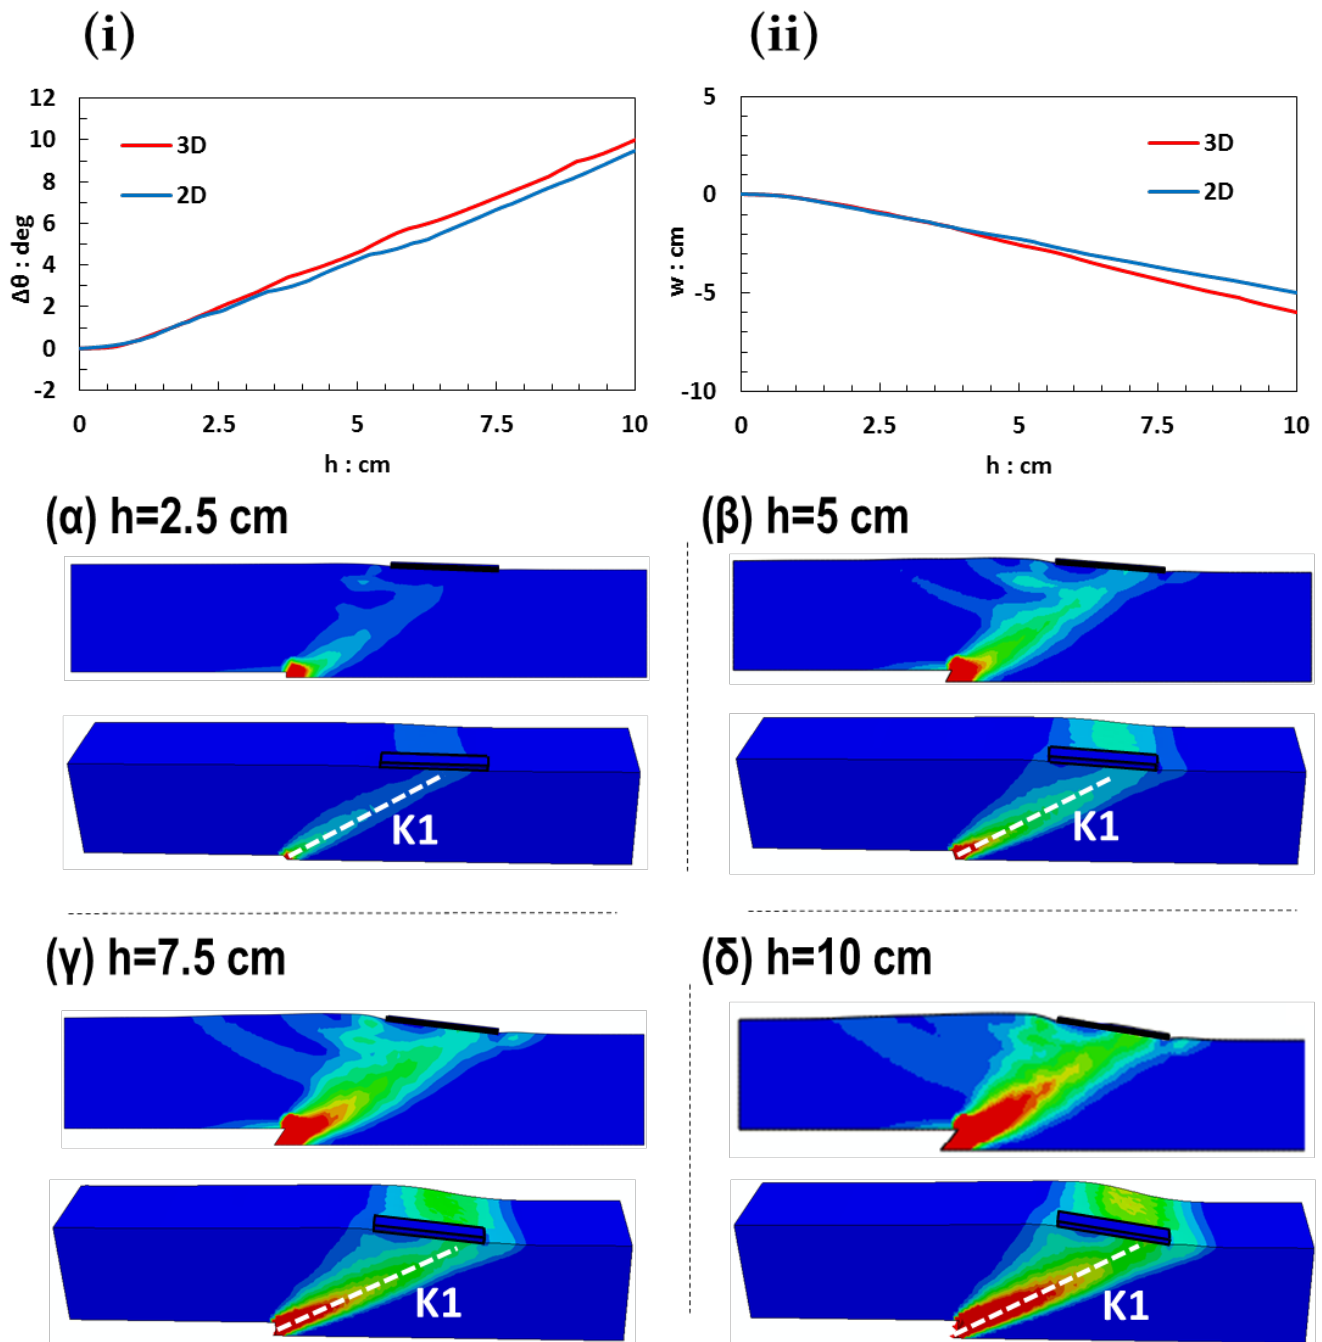 (i)
12
10
8
6
4
2
0
-2
Δθ : deg
3D
2D
0 2.5 5 7.5 10
h : cm
(ii)
5
0
-5
-10
w : cm
3D
2D
0 2.5 5 7.5 10
h : cm
(α) h=2.5 cm
K1
(β) h=5 cm
K1
(γ) h=7.5 cm
K1
(δ) h=10 cm
K1